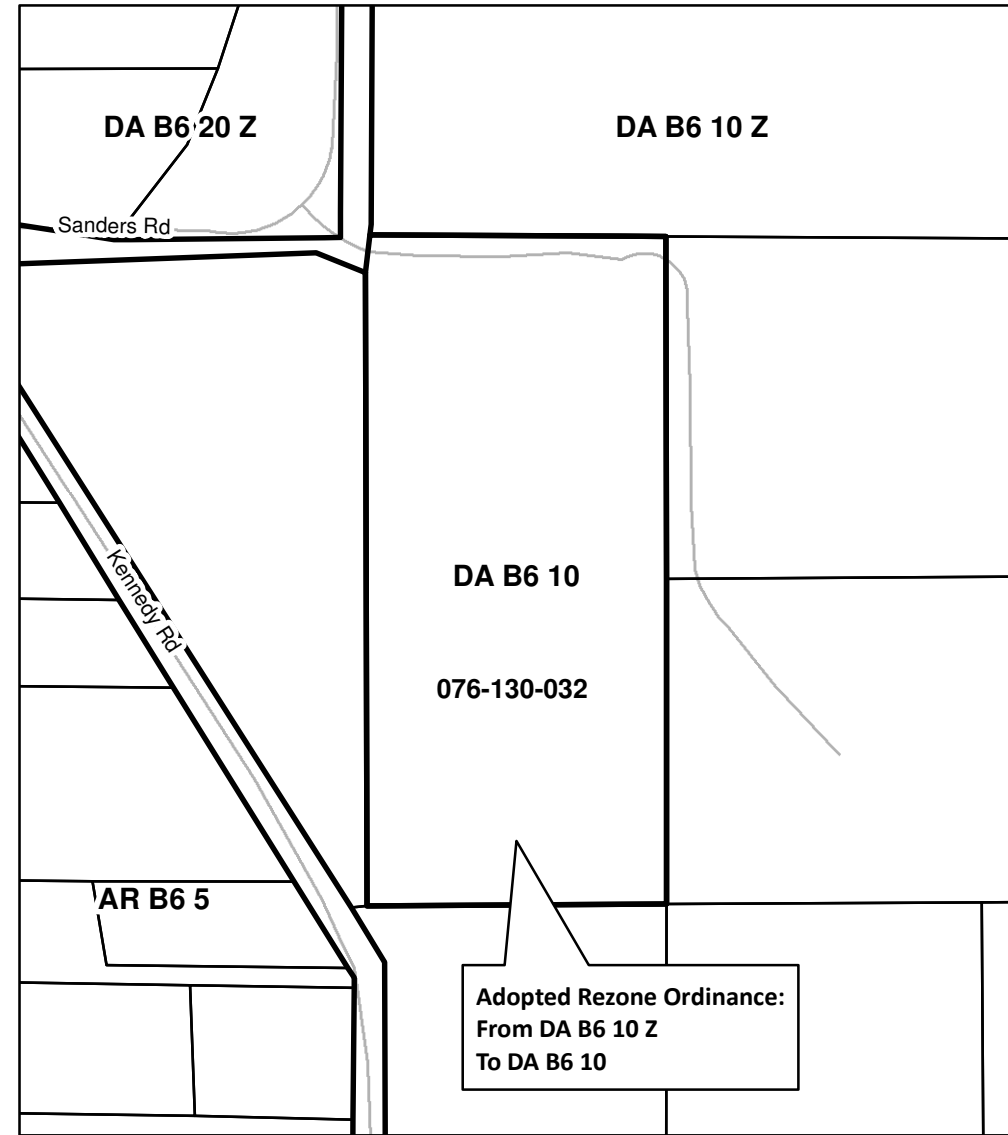 DA B6 20 Z
DA B6 10 Z
Sanders Rd
Kennedy Rd
DA B6 10
076-130-032
AR B6 5
Adopted Rezone Ordinance:
From DA B6 10 Z
To DA B6 10